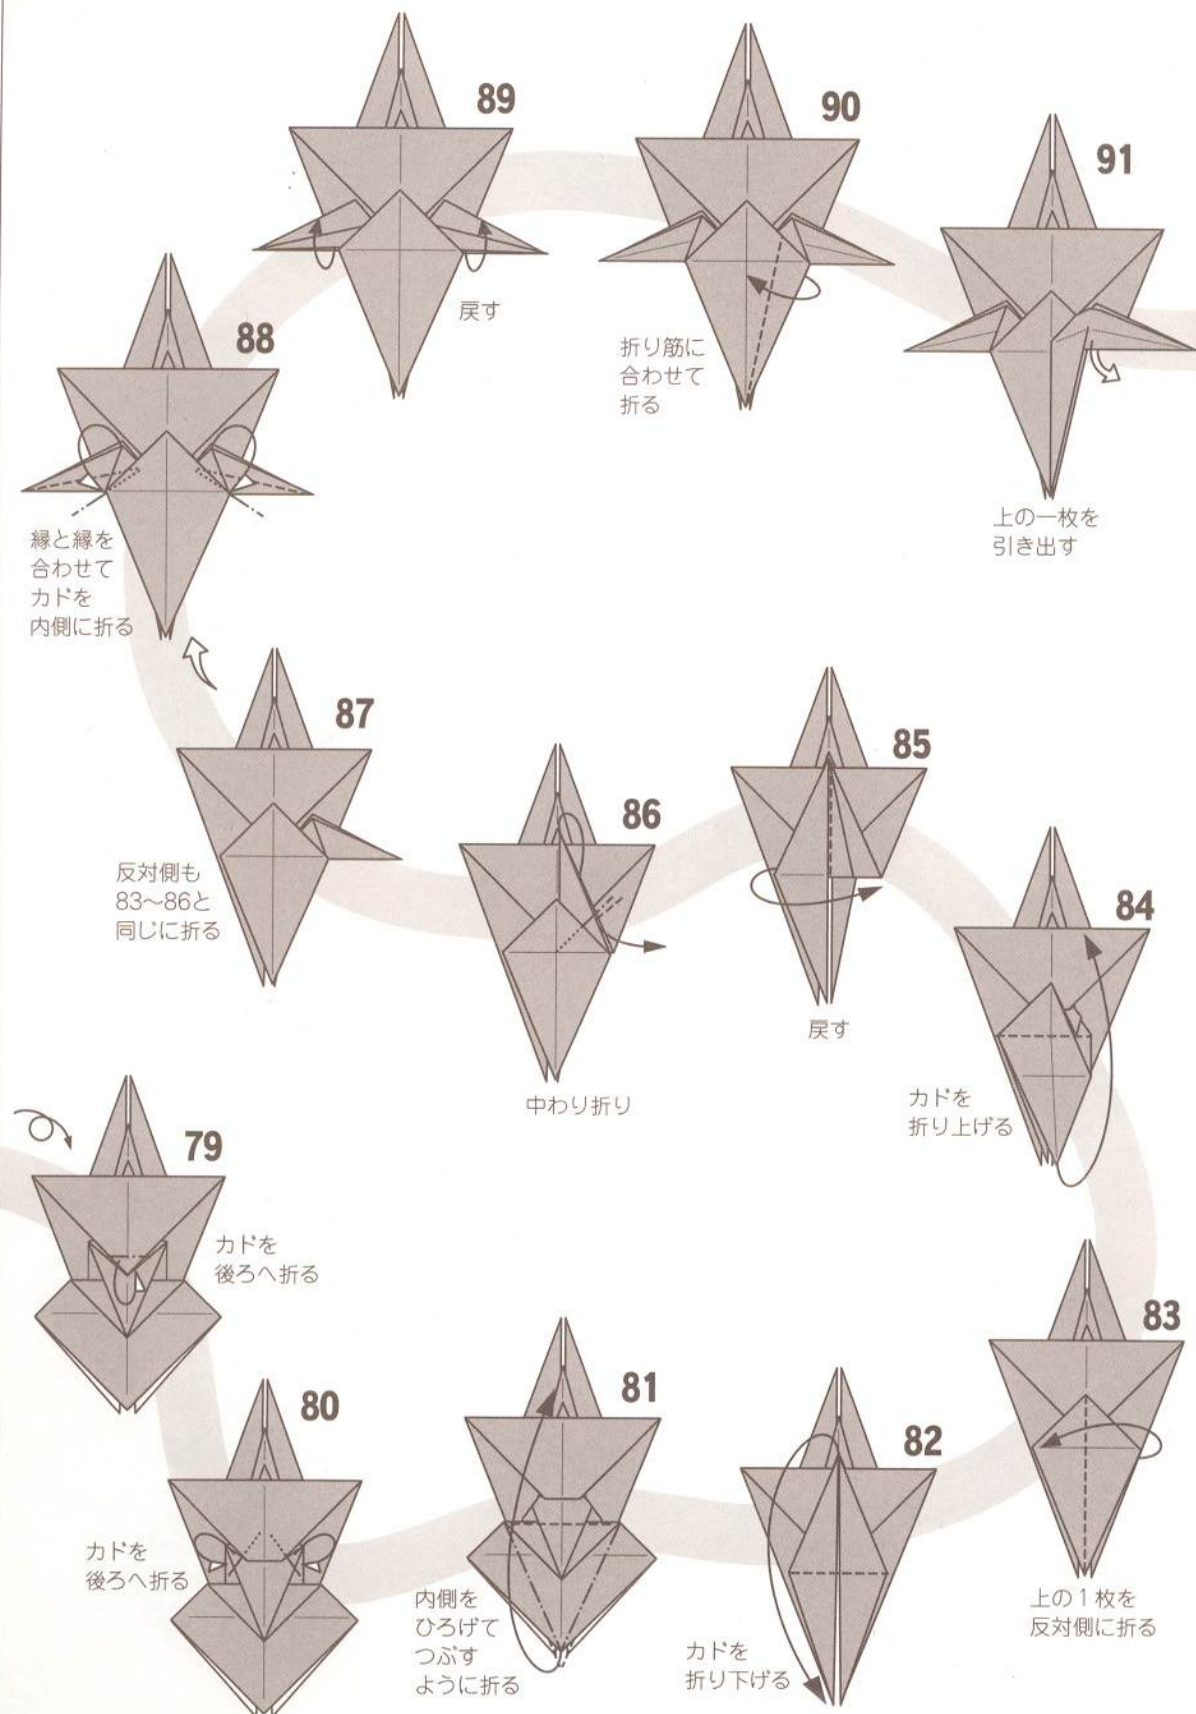 79
カドを
後ろへ折る
80
カドを
後ろへ折る
81
内側を
ひろげて
つぶす
ように折る
82
カドを
折り下げる
83
上の1枚を
反対側に折る
84
カドを
折り上げる
85
戻す
86
中わり折り
87
反対側も
83〜86と
同じに折る
88
縁と縁を
合わせて
カドを
内側に折る
89
戻す
90
折り筋に
合わせて
折る
91
上の一枚を
引き出す